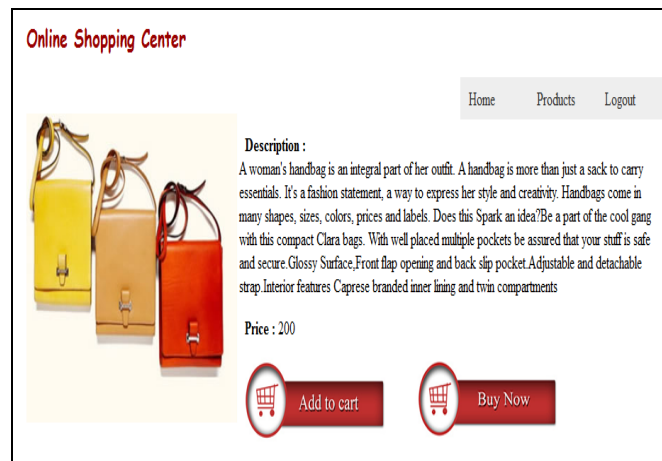 Online Shopping Center
Home Products Logout
Description :
A woman's handbag is an integral part of her outfit. A handbag is more than just a sack to carry
essentials. It's a fashion statement, a way to express her style and creativity. Handbags come in
many shapes, sizes, colors, prices and labels. Does this Spark an idea?Be a part of the cool gang
with this compact Clara bags. With well placed multiple pockets be assured that your stuff is safe
and secure.Glossy Surface,Front flap opening and back slip pocket.Adjustable and detachable
strap.Interior features Caprese branded inner lining and twin compartments
Price : 200
Add to cart Buy Now